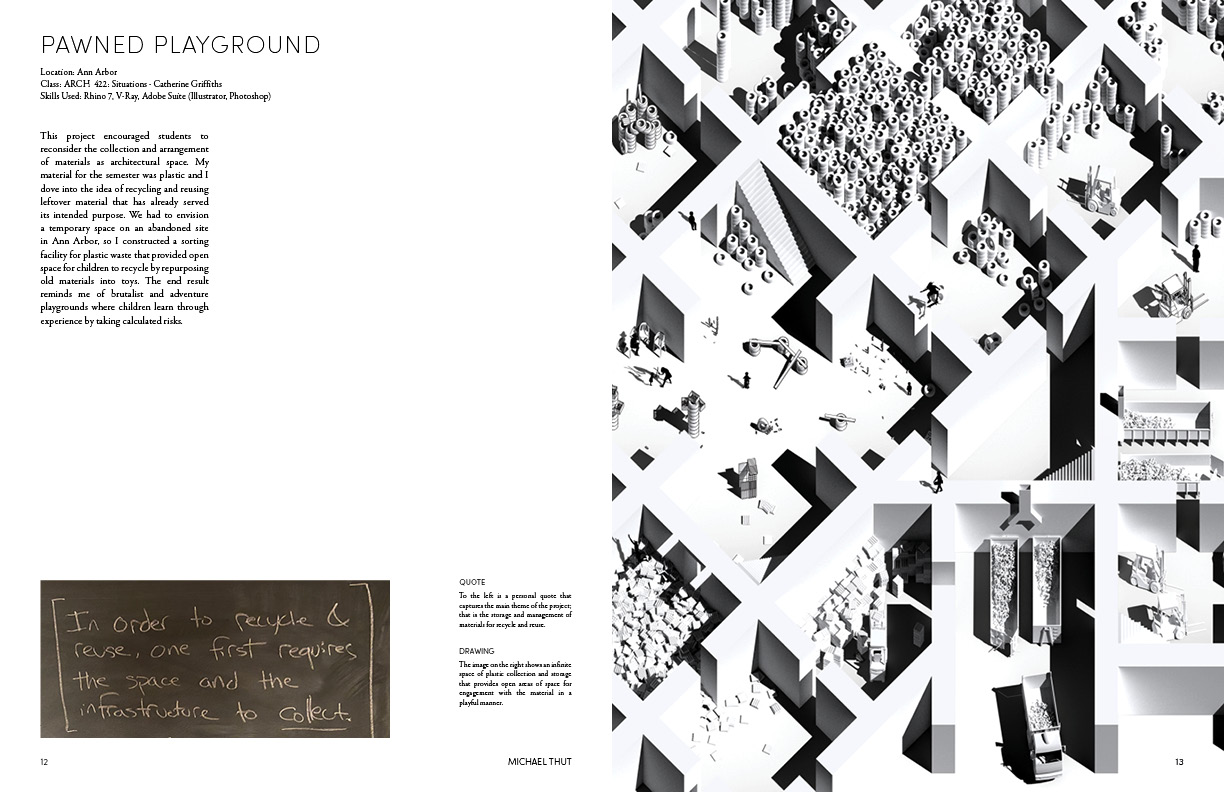 PAWNED PLAYGROUND
Location: Ann Arbor
Class: ARCH 422: Situations - Catherine Griffiths
Skills Used: Rhino 7, V-Ray, Adobe Suite (Illustrator, Photoshop)
This project encouraged students to
reconsider the collection and arrangement
of materials as architectural space. My
material for the semester was plastic and I
dove into the idea of recycling and reusing
leftover material that has already served
its intended purpose. We had to envision
a temporary space on an abandoned site
in Ann Arbor, so I constructed a sorting
facility for plastic waste that provided open
space for children to recycle by repurposing
old materials into toys. The end result
reminds me of brutalist and adventure
playgrounds where children learn through
experience by taking calculated risks.
In order to recycle &
reuse, one first requires
the space and the
infrastructure to collect.
QUOTE
To the left is a personal quote that
captures the main theme of the project;
that is the storage and management of
materials for recycle and reuse.
DRAWING
The image on the right shows an infinite
space of plastic collection and storage
that provides open areas of space for
engagement with the material in a
playful manner.
12
MICHAEL THUT
13